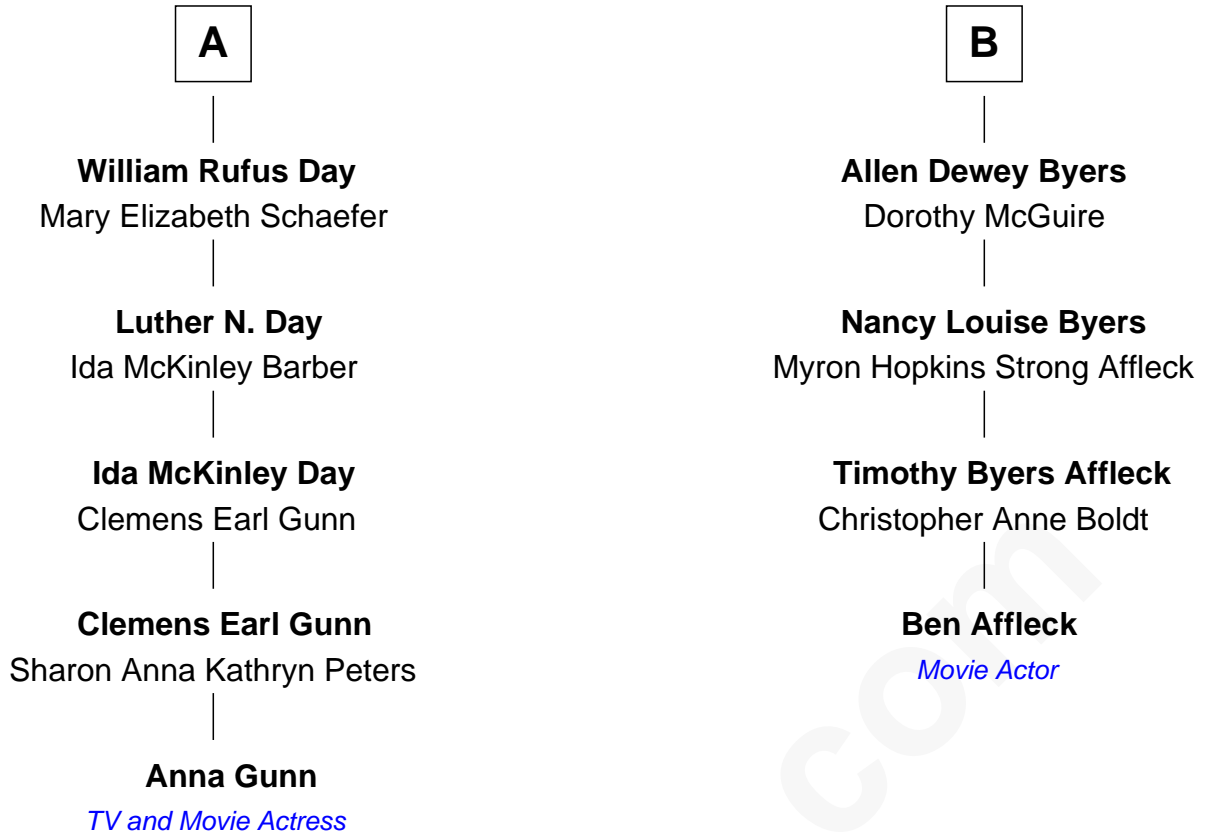 A
William Rufus Day
Mary Elizabeth Schaefer
Luther N. Day
Ida McKinley Barber
Ida McKinley Day
Clemens Earl Gunn
Clemens Earl Gunn
Sharon Anna Kathryn Peters
Anna Gunn
TV and Movie Actress
B
Allen Dewey Byers
Dorothy McGuire
Nancy Louise Byers
Myron Hopkins Strong Affleck
Timothy Byers Affleck
Christopher Anne Boldt
Ben Affleck
Movie Actor
com